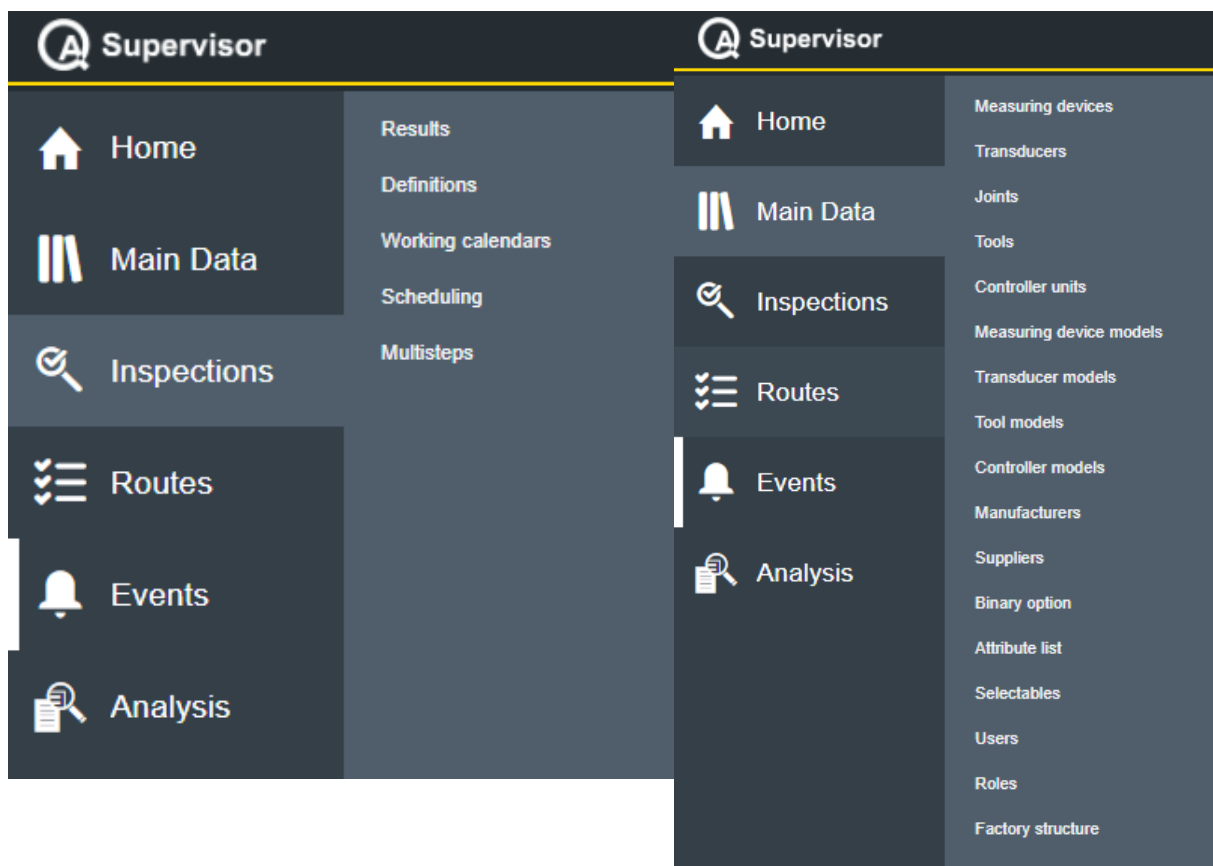 QA Supervisor
Home
Main Data
Inspections
Routes
Events
Analysis
Results
Definitions
Working calendars
Scheduling
Multisteps
QA Supervisor
Home
Main Data
Inspections
Routes
Events
Analysis
Measuring devices
Transducers
Joints
Tools
Controller units
Measuring device models
Transducer models
Tool models
Controller models
Manufacturers
Suppliers
Binary option
Attribute list
Selectables
Users
Roles
Factory structure